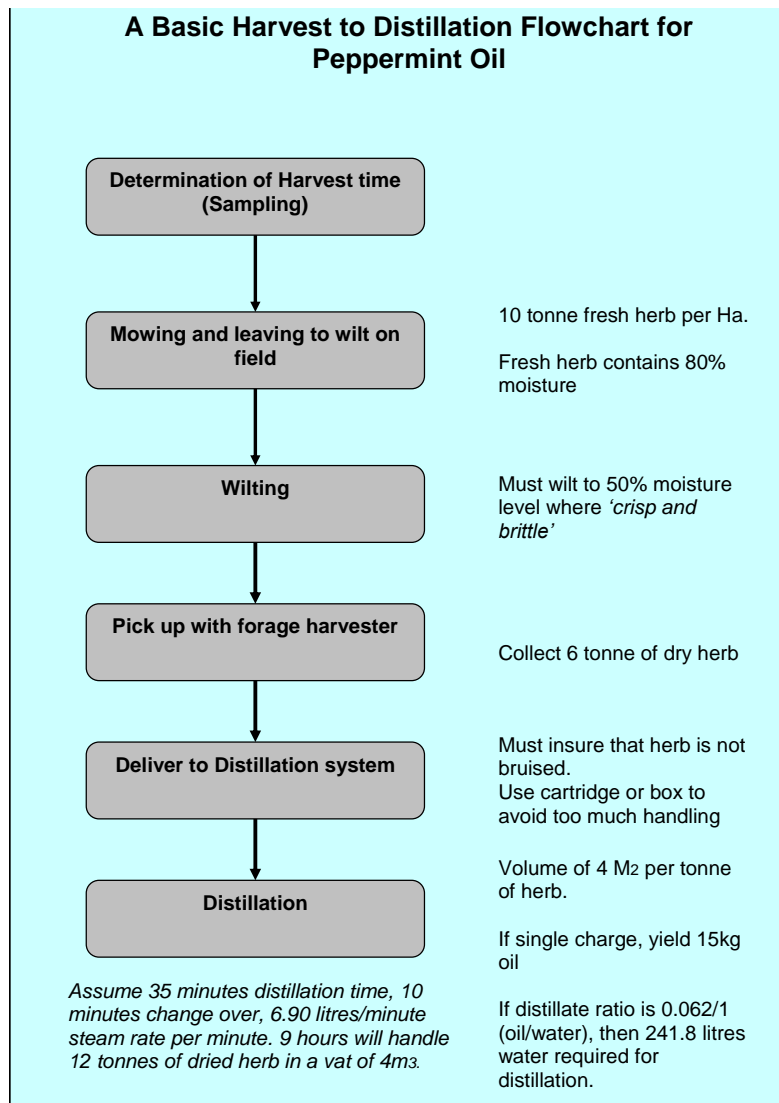 A Basic Harvest to Distillation Flowchart for
Peppermint Oil
Determination of Harvest time
(Sampling)
Mowing and leaving to wilt on
field
10 tonne fresh herb per Ha.
Fresh herb contains 80%
moisture
Wilting
Must wilt to 50% moisture
level where ‘crisp and
brittle’
Pick up with forage harvester
Collect 6 tonne of dry herb
Deliver to Distillation system
Must insure that herb is not
bruised.
Use cartridge or box to
avoid too much handling
Distillation
Volume of 4 M2 per tonne
of herb.
If single charge, yield 15kg
oil
If distillate ratio is 0.062/1
(oil/water), then 241.8 litres
water required for
distillation.
Assume 35 minutes distillation time, 10
minutes change over, 6.90 litres/minute
steam rate per minute. 9 hours will handle
12 tonnes of dried herb in a vat of 4m3.